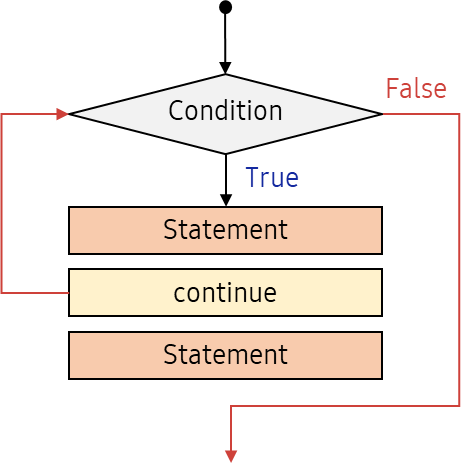 False
Condition
True
Statement
continue
Statement